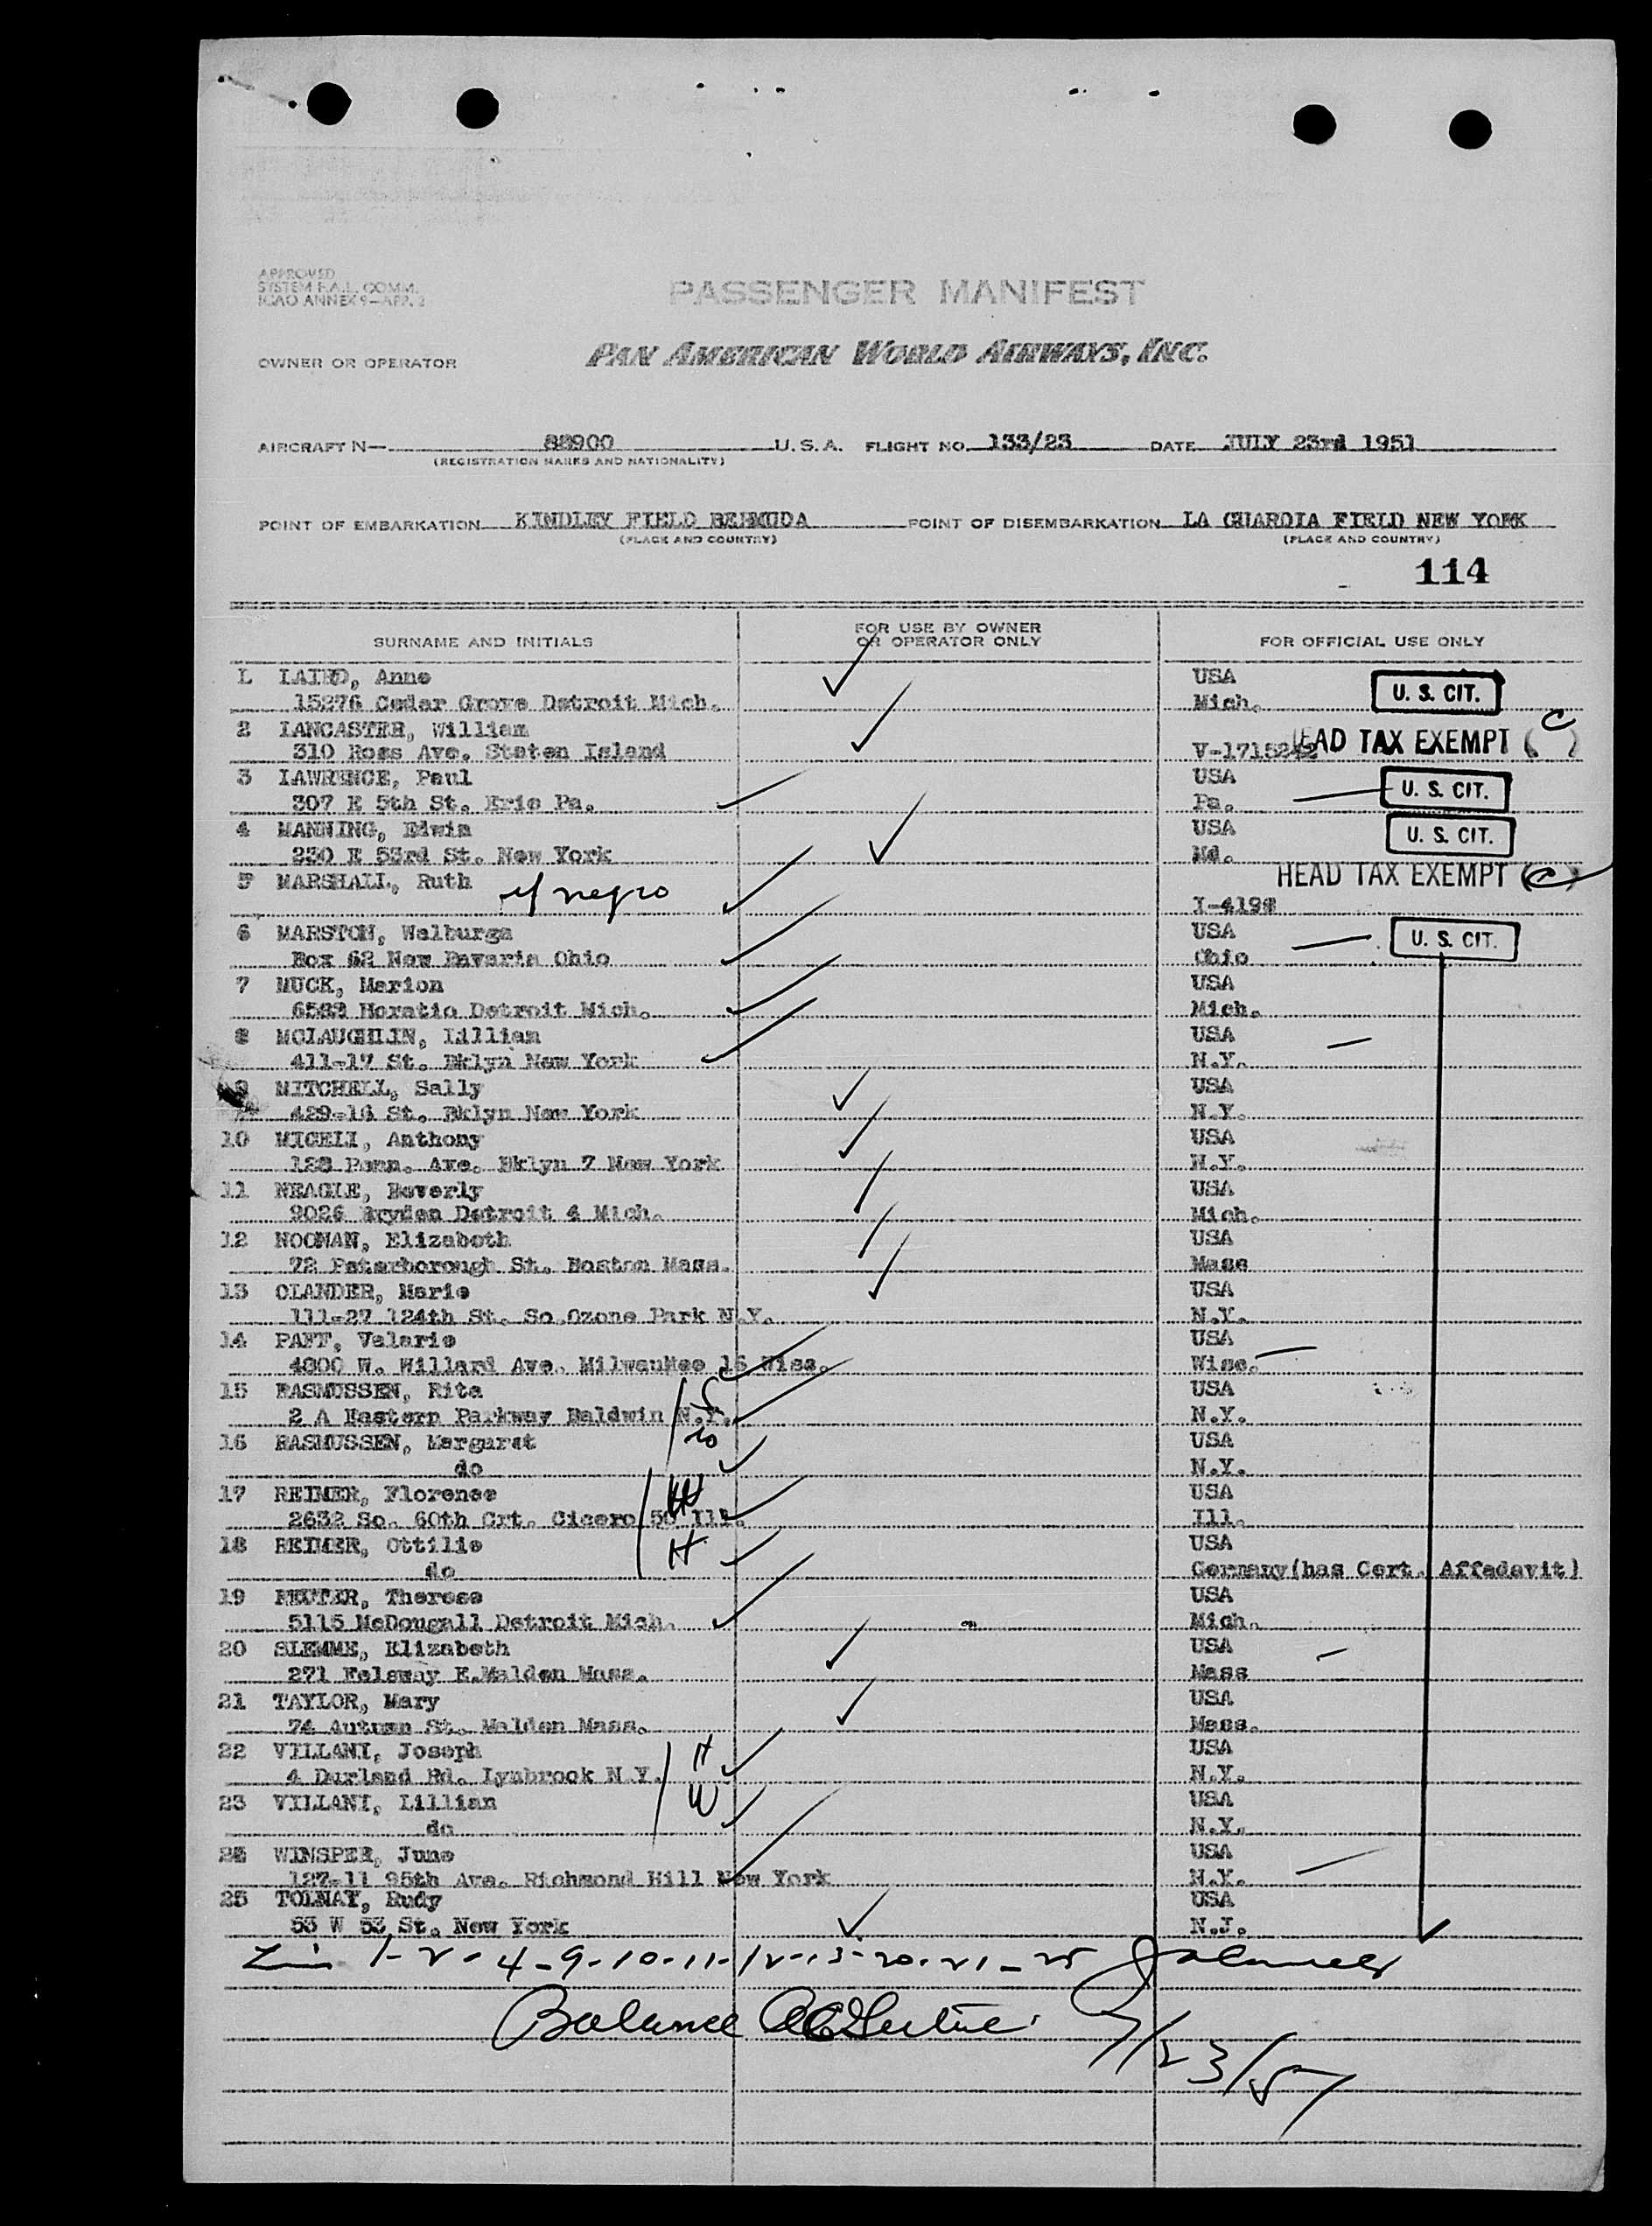 APPROVED
SYSTEM F.A.L. COMM.
ICAO ANNEX 9—APP. 2
PASSENGER MANIFEST
OWNER OR OPERATOR PAN AMERICAN WORLD AIRWAYS, INC.
AIRCRAFT N— 88900 U. S. A. FLIGHT NO. 133/23 DATE JULY 23rd 1951
(REGISTRATION MARKS AND NATIONALITY)
POINT OF EMBARKATION KINDLEY FIELD BERMUDA POINT OF DISEMBARKATION LA GUARDIA FIELD NEW YORK
(PLACE AND COUNTRY) (PLACE AND COUNTRY)
114
SURNAME AND INITIALS FOR USE BY OWNER OR OPERATOR ONLY FOR OFFICIAL USE ONLY
1 LAIRD, Anne USA
15276 Cedar Grove Detroit Mich. Mich. U. S. CIT.
2 LANCASTER, William
310 Ross Ave. Staten Island HEAD TAX EXEMPT (C)
3 LAWRENCE, Paul USA
307 E 5th St. Erie Pa. Pa. U. S. CIT.
4 MANNING, Edwin USA
230 E 53rd St. New York Md. U. S. CIT.
5 MARSHALL, Ruth negro HEAD TAX EXEMPT (C)
6 MARSTON, Walburga USA
Box 62 New Bavaria Ohio Ohio U. S. CIT.
7 MUCK, Marion USA
Horatio Detroit Mich. Mich.
8 MCLAUGHLIN, Lillian USA
411-17 St. Bklyn New York N.Y.
9 MITCHELL, Sally USA
429-16 St. Bklyn New York N.Y.
10 MICELI, Anthony USA
Penn. Ave. Bklyn 7 New York N.Y.
11 NEAGLE, Beverly USA
Detroit 4 Mich. Mich.
12 NOONAN, Elizabeth USA
72 Peterborough St. Boston Mass. Mass
13 OLANDER, Marie USA
111-27 124th St. So.Ozone Park N.Y. N.Y.
14 Valerie USA
4800 W. Willard Ave. Milwaukee 16 Wisc. Wisc.
15 RASMUSSEN, Rita USA
2 A Eastern Parkway Baldwin N.Y. N.Y.
16 RASMUSSEN, Margaret USA
do N.Y.
17 REIMER, Florence W USA
2632 So. 60th Crt. Cicero 50 Ill. Ill.
18 REIMER, Ottilie H USA
do Germany(has Cert. Affadavit)
19 REUTER, Therese USA
5115 McDougall Detroit Mich. Mich.
20 SLEMME, Elizabeth USA
271 Felsway E.Malden Mass. Mass
21 TAYLOR, Mary USA
74 Autumn St. Malden Mass. Mass.
22 VILLANI, Joseph H USA
4 Durland Rd. Lynbrook N.Y. N.Y.
23 VILLANI, Lillian W USA
do N.Y.
24 WINSPER, June USA
127-11 95th Ave. Richmond Hill New York N.Y.
25 TOLNAY, Rudy USA
53 W 53 St. New York N.J.
1-2-4-9-10-11-12-13-20-21-25
Balance
7/23/51